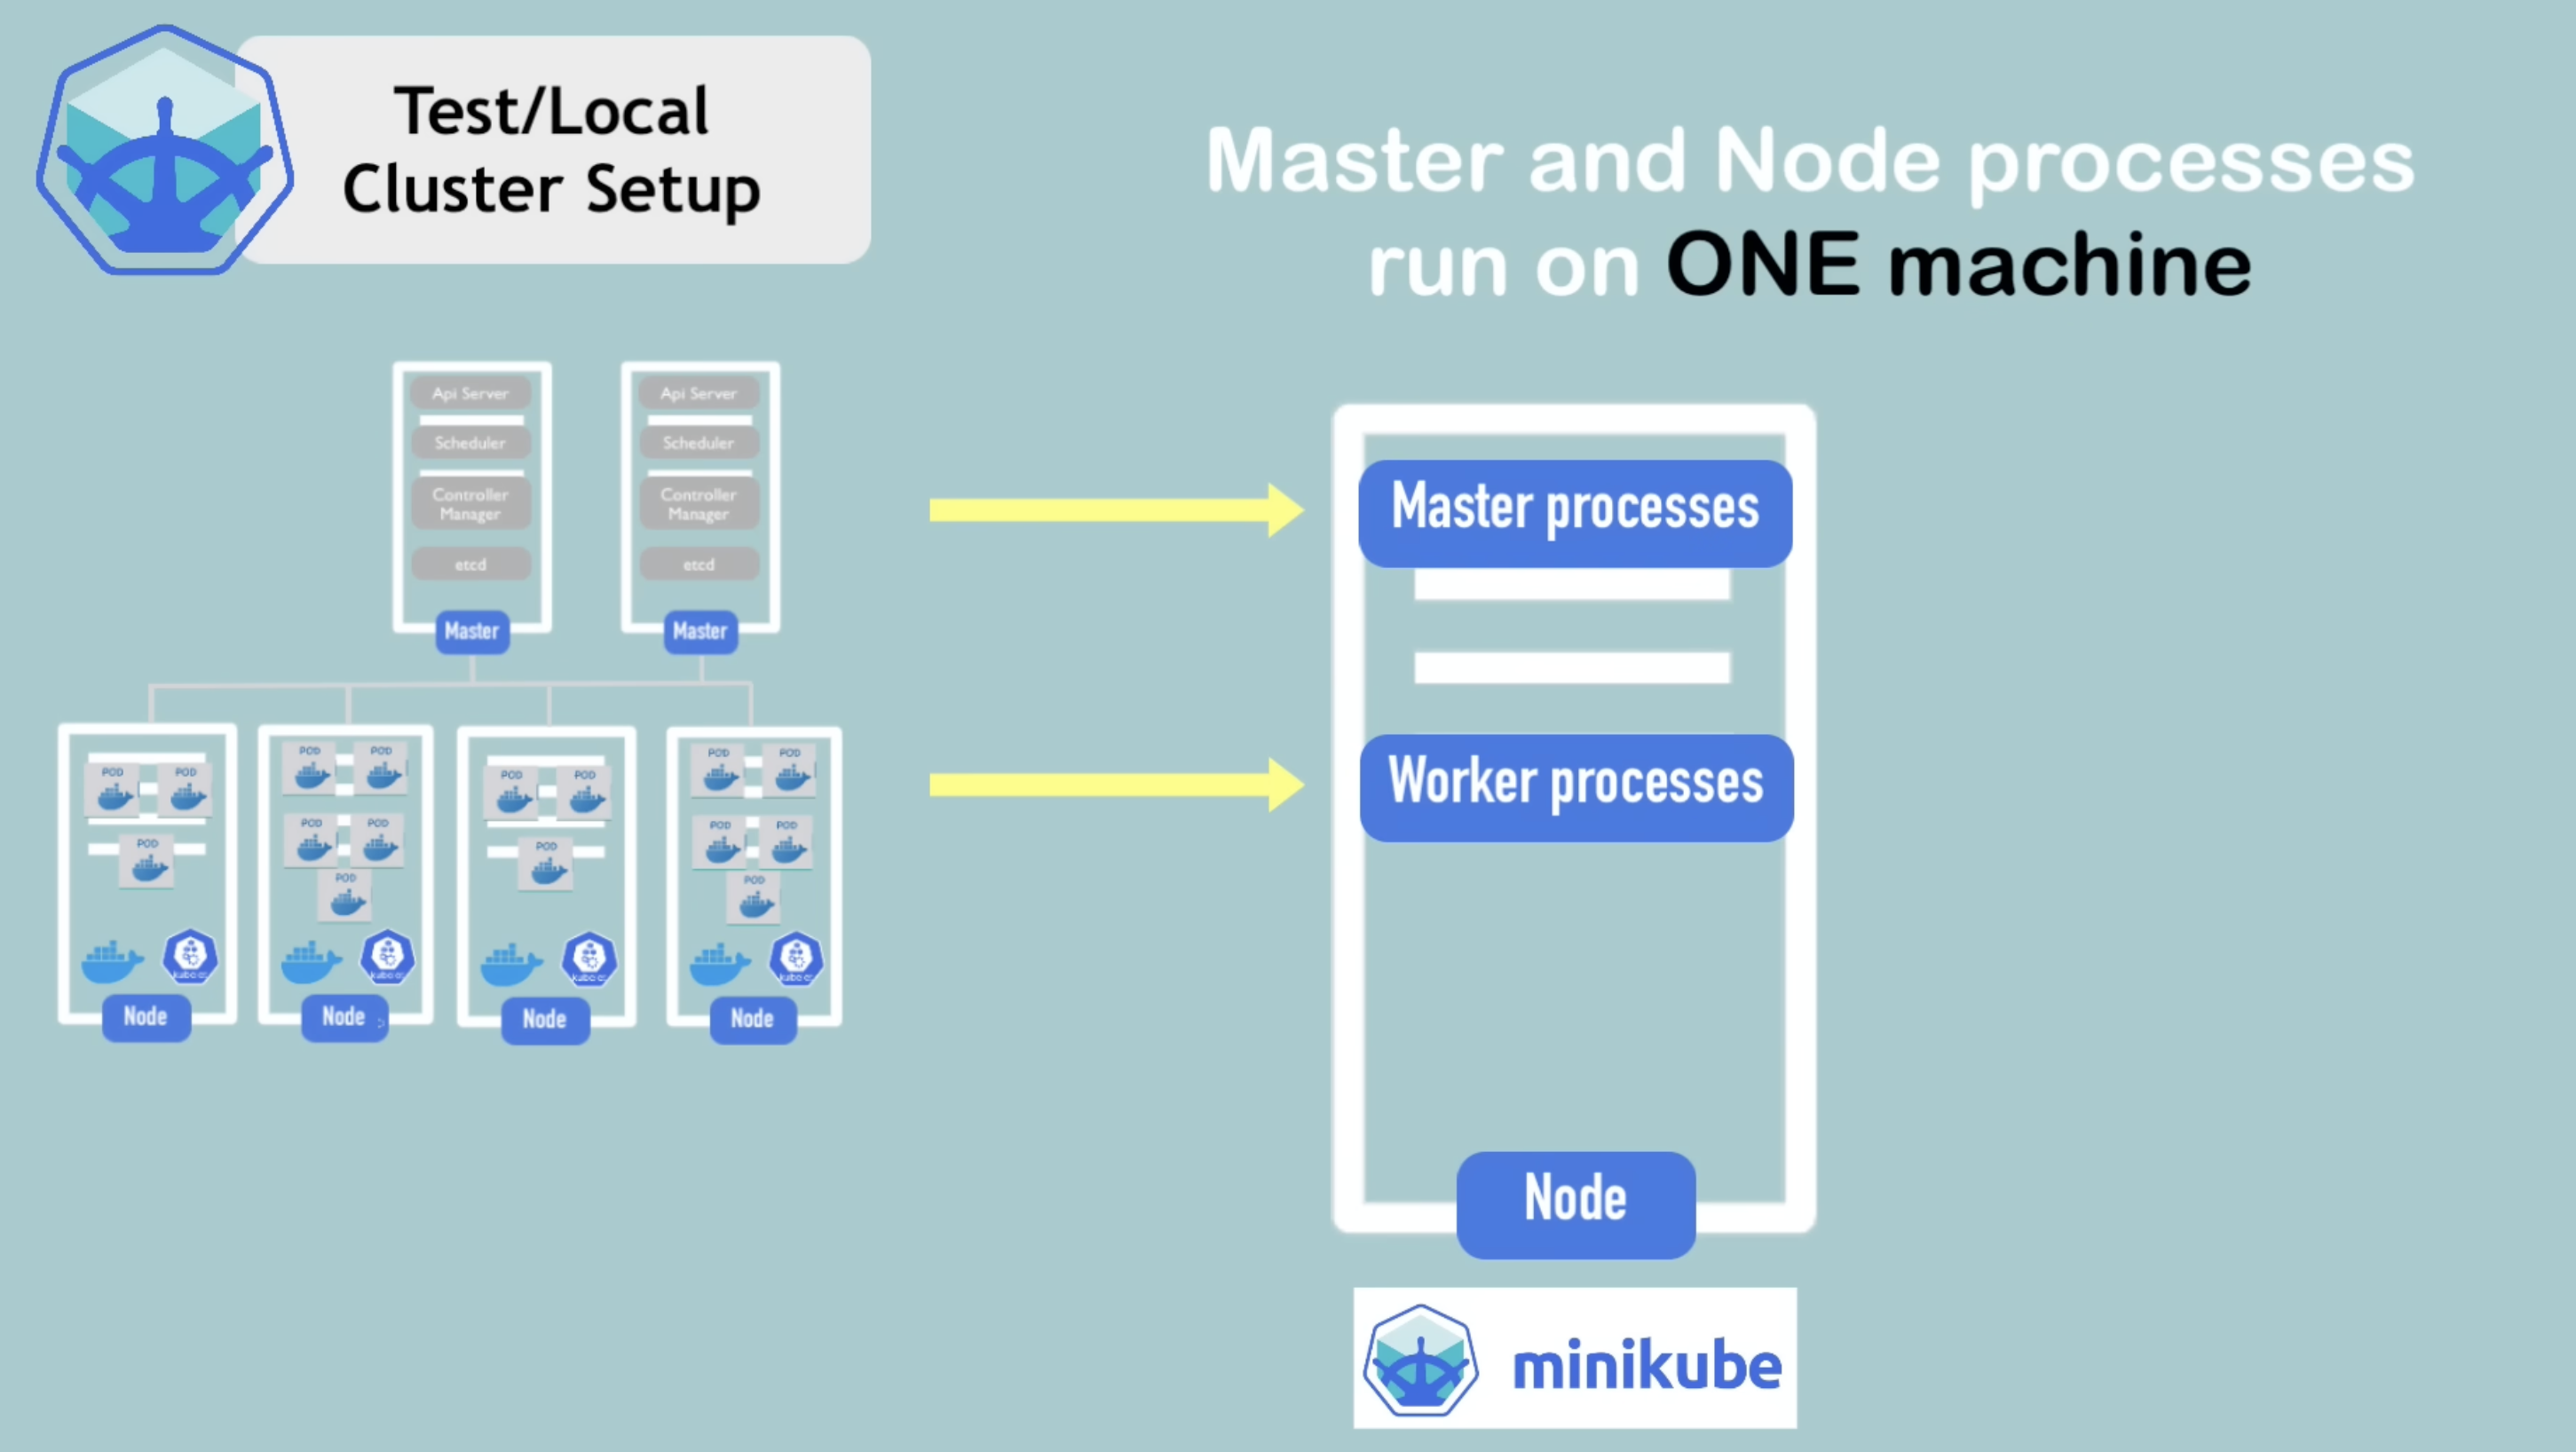 Test/Local
Cluster Setup
Master and Node processes
run on ONE machine
Api Server
Scheduler
Controller
Manager
etcd
Master
Api Server
Scheduler
Controller
Manager
etcd
Master
POD POD
POD
Node
POD POD
POD POD
POD
Node
POD POD
POD
Node
POD POD
POD POD
POD
Node
Master processes
Worker processes
Node
minikube